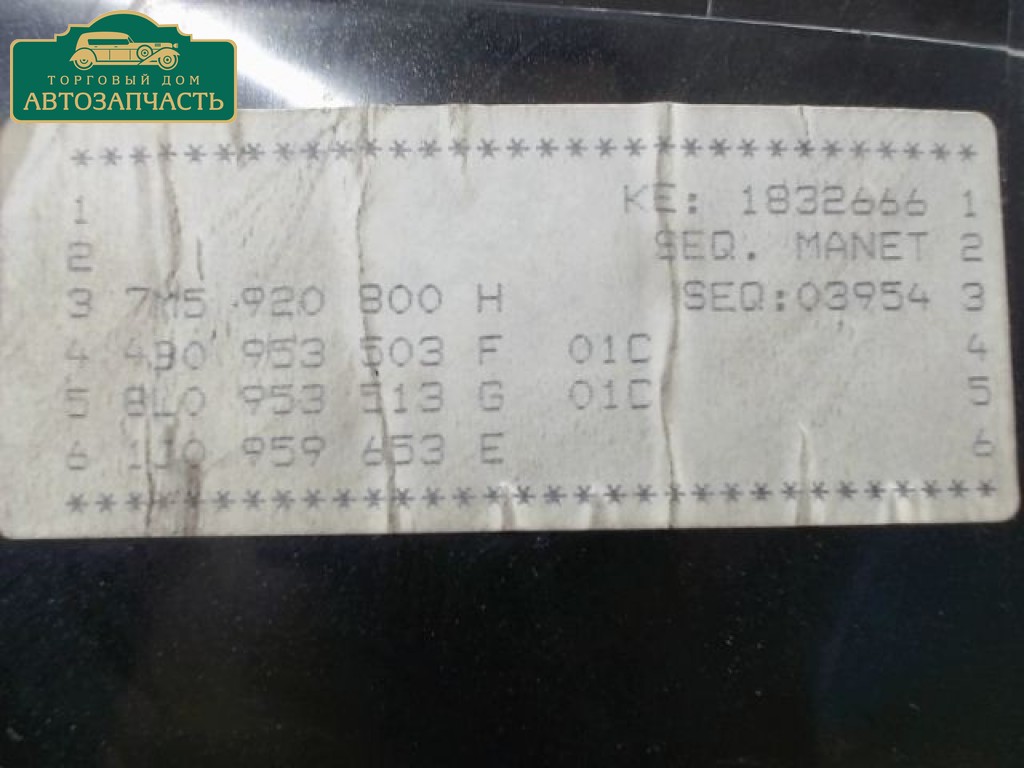 ТОРГОВЫЙ ДОМ
АВТОЗАПЧАСТЬ
*******************************
1 KE: 1832666 1
2 SEQ. MANET 2
3 7M5 920 800 H SEQ:03954 3
4 953 503 F 01C 4
5 8L0 953 513 G 01C 5
6 1J0 959 653 E 6
********************************